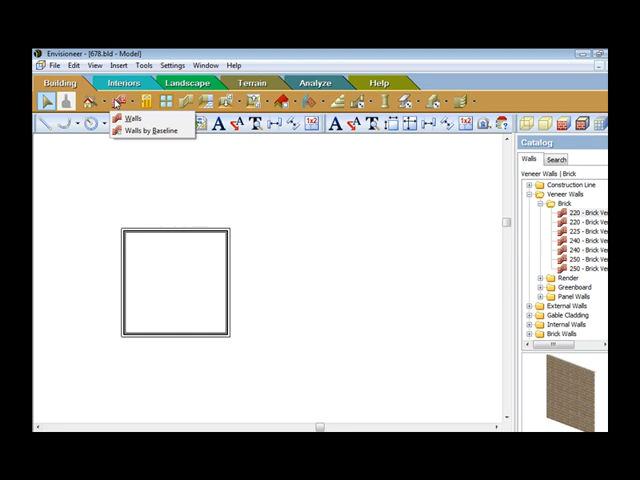 Envisioneer - [678.bld - Model]
File Edit View Insert Tools Settings Window Help
Building Interiors Landscape Terrain Analyze Help
Walls
Walls by Baseline
Catalog
Walls Search
Veneer Walls | Brick
Construction Line
Veneer Walls
Brick
220 - Brick Ve
220 - Brick Ve
225 - Brick Ve
240 - Brick Ve
240 - Brick Ve
250 - Brick Ve
250 - Brick Ve
Render
Greenboard
Panel Walls
External Walls
Gable Cladding
Internal Walls
Brick Walls